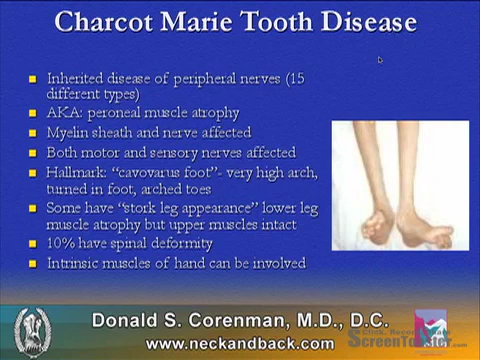 Charcot Marie Tooth Disease
Inherited disease of peripheral nerves (15
different types)
AKA: peroneal muscle atrophy
Myelin sheath and nerve affected
Both motor and sensory nerves affected
Hallmark: “cavovarus foot”- very high arch,
turned in foot, arched toes
Some have “stork leg appearance” lower leg
muscle atrophy but upper muscles intact
10% have spinal deformity
Intrinsic muscles of hand can be involved
Donald S. Corenman, M.D., D.C.
www.neckandback.com